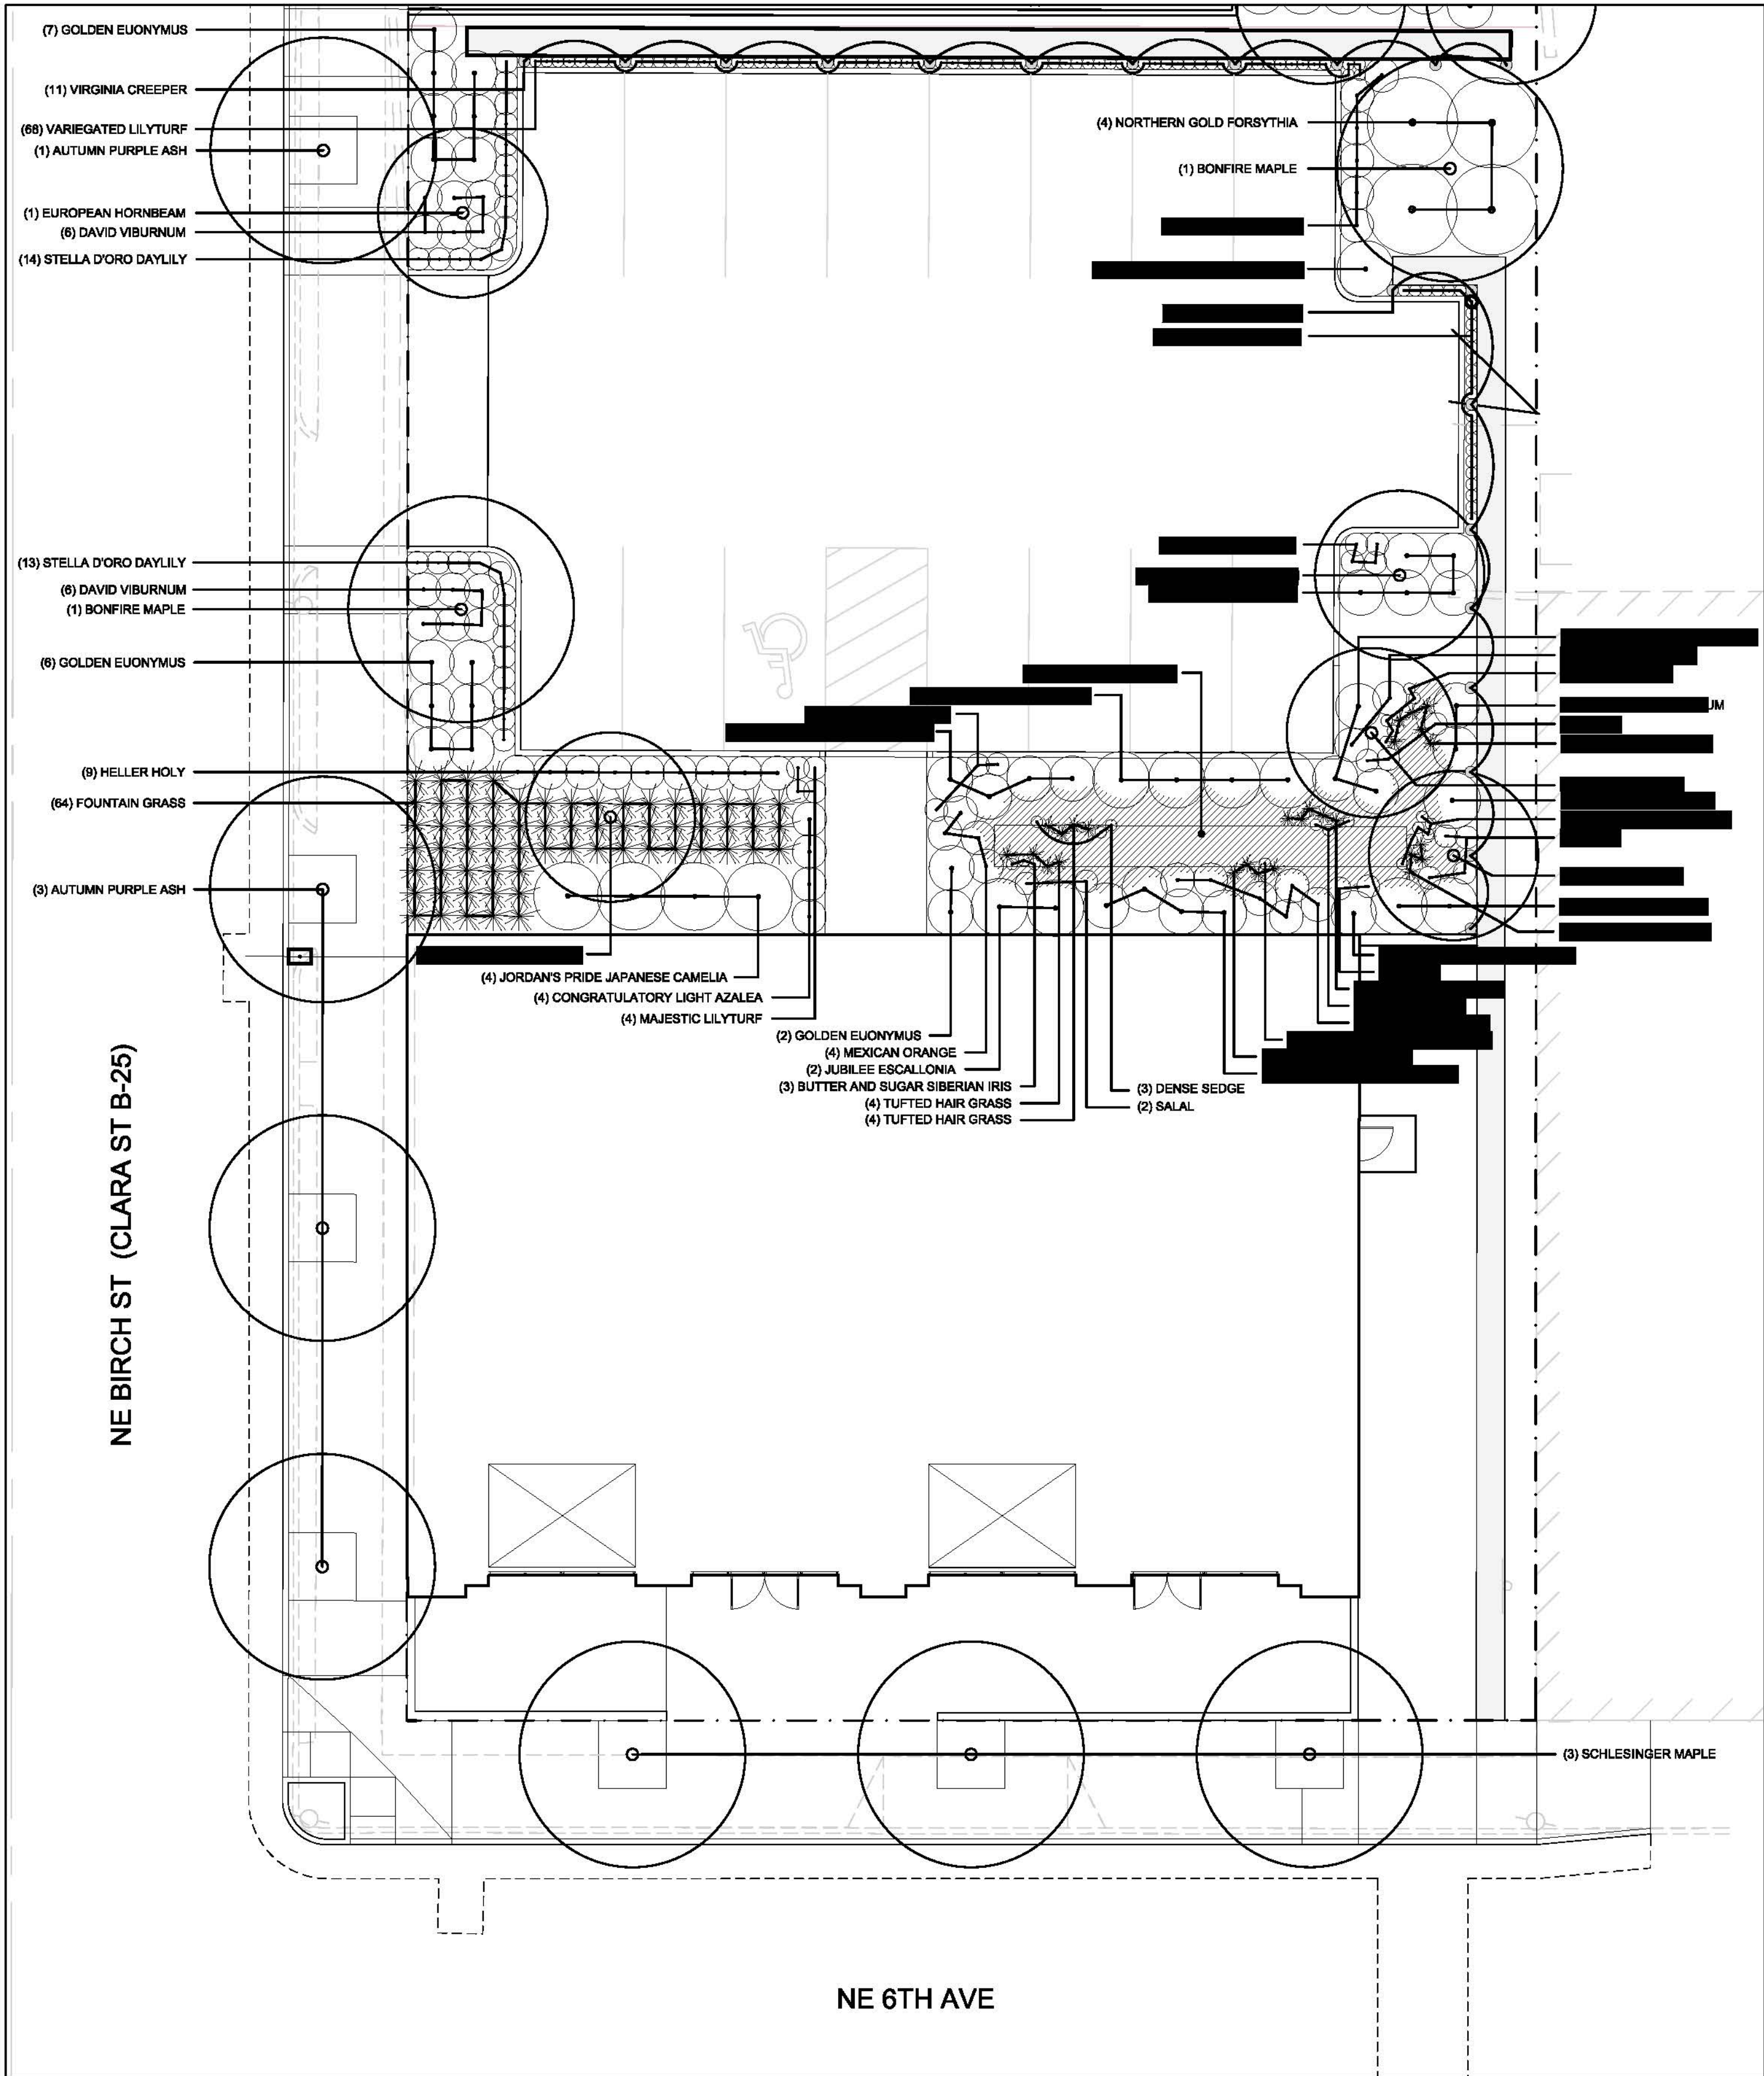 (7) GOLDEN EUONYMUS
(11) VIRGINIA CREEPER
(68) VARIEGATED LILYTURF
(1) AUTUMN PURPLE ASH
(1) EUROPEAN HORNBEAM
(6) DAVID VIBURNUM
(14) STELLA D'ORO DAYLILY
(4) NORTHERN GOLD FORSYTHIA
(1) BONFIRE MAPLE
(13) STELLA D'ORO DAYLILY
(6) DAVID VIBURNUM
(1) BONFIRE MAPLE
(6) GOLDEN EUONYMUS
(9) HELLER HOLY
(64) FOUNTAIN GRASS
(3) AUTUMN PURPLE ASH
UM
(4) JORDAN'S PRIDE JAPANESE CAMELIA
(4) CONGRATULATORY LIGHT AZALEA
(4) MAJESTIC LILYTURF
(2) GOLDEN EUONYMUS
(4) MEXICAN ORANGE
(2) JUBILEE ESCALLONIA
(3) BUTTER AND SUGAR SIBERIAN IRIS
(4) TUFTED HAIR GRASS
(4) TUFTED HAIR GRASS
(3) DENSE SEDGE
(2) SALAL
NE BIRCH ST (CLARA ST B-25)
(3) SCHLESINGER MAPLE
NE 6TH AVE